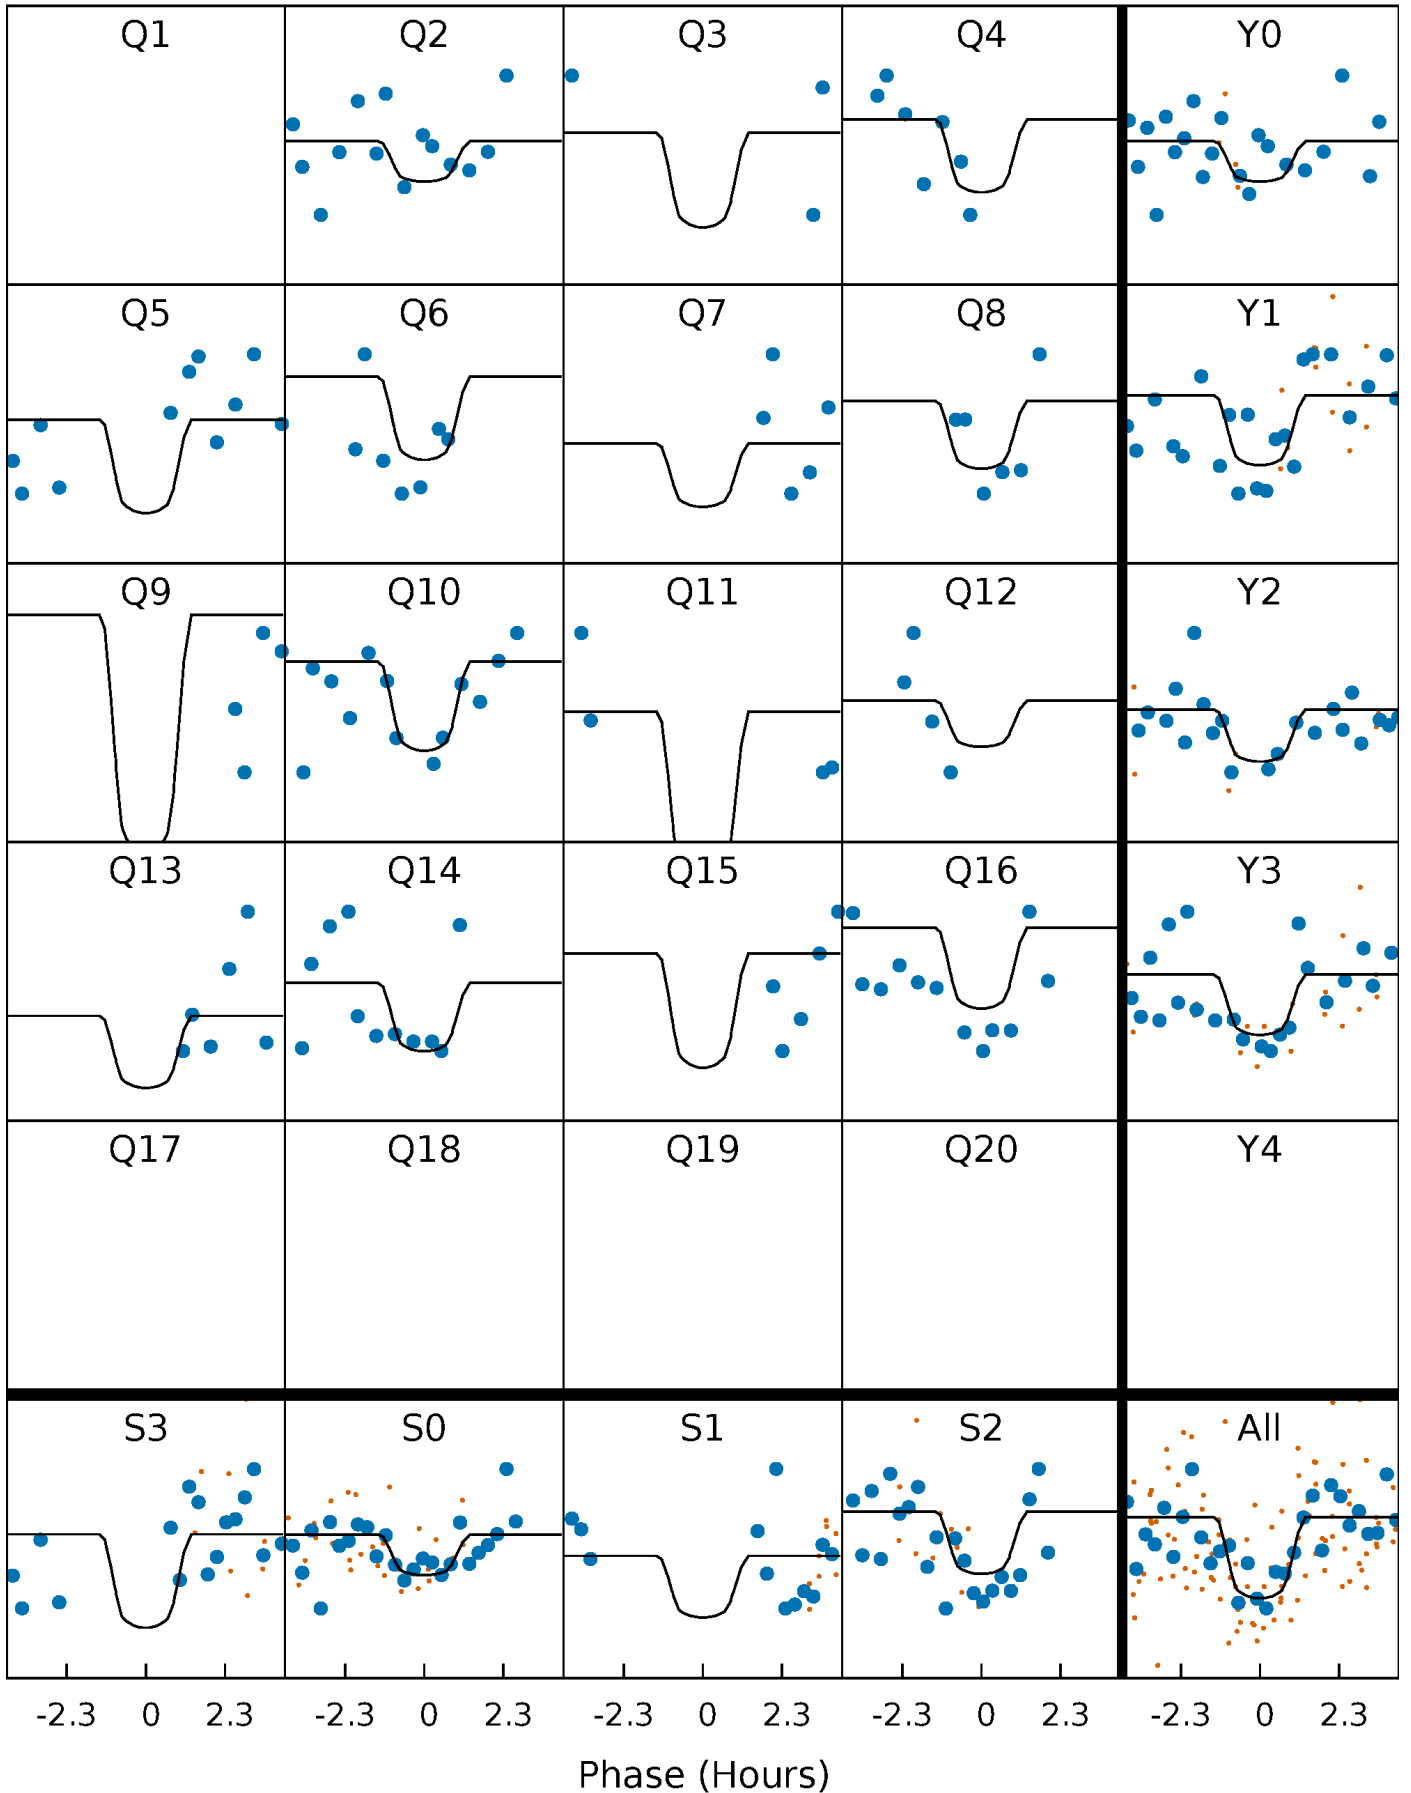 Q1 Q2 Q3 Q4 Y0
Q5 Q6 Q7 Q8 Y1
Q9 Q10 Q11 Q12 Y2
Q13 Q14 Q15 Q16 Y3
Q17 Q18 Q19 Q20 Y4
S3 S0 S1 S2 All
-2.3 0 2.3 -2.3 0 2.3 -2.3 0 2.3 -2.3 0 2.3 -2.3 0 2.3
Phase (Hours)